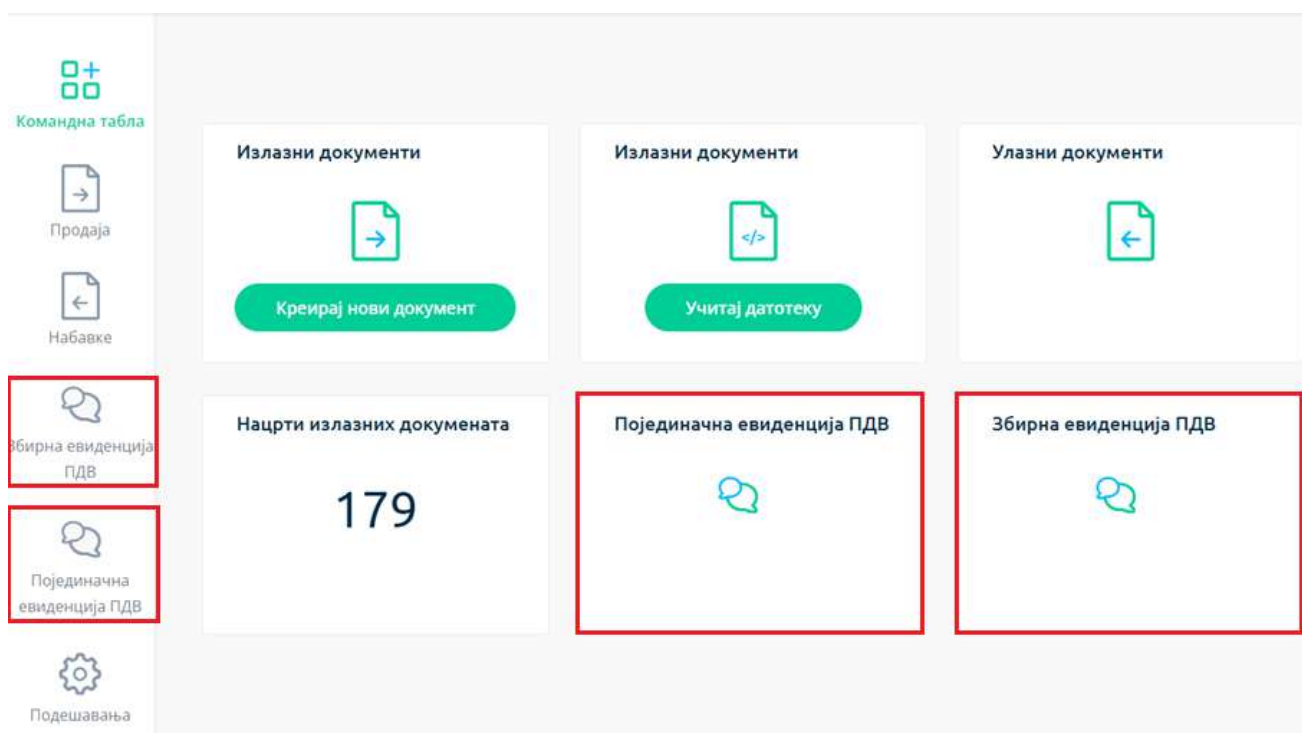 Командна табла
Продаја
Набавке
Збирна евиденција
ПДВ
Појединачна
евиденција ПДВ
Подешавања
Излазни документи
Креирај нови документ
Излазни документи
</>
Учитај датотеку
Улазни документи
Нацрти излазних докумената
179
Појединачна евиденција ПДВ
Збирна евиденција ПДВ